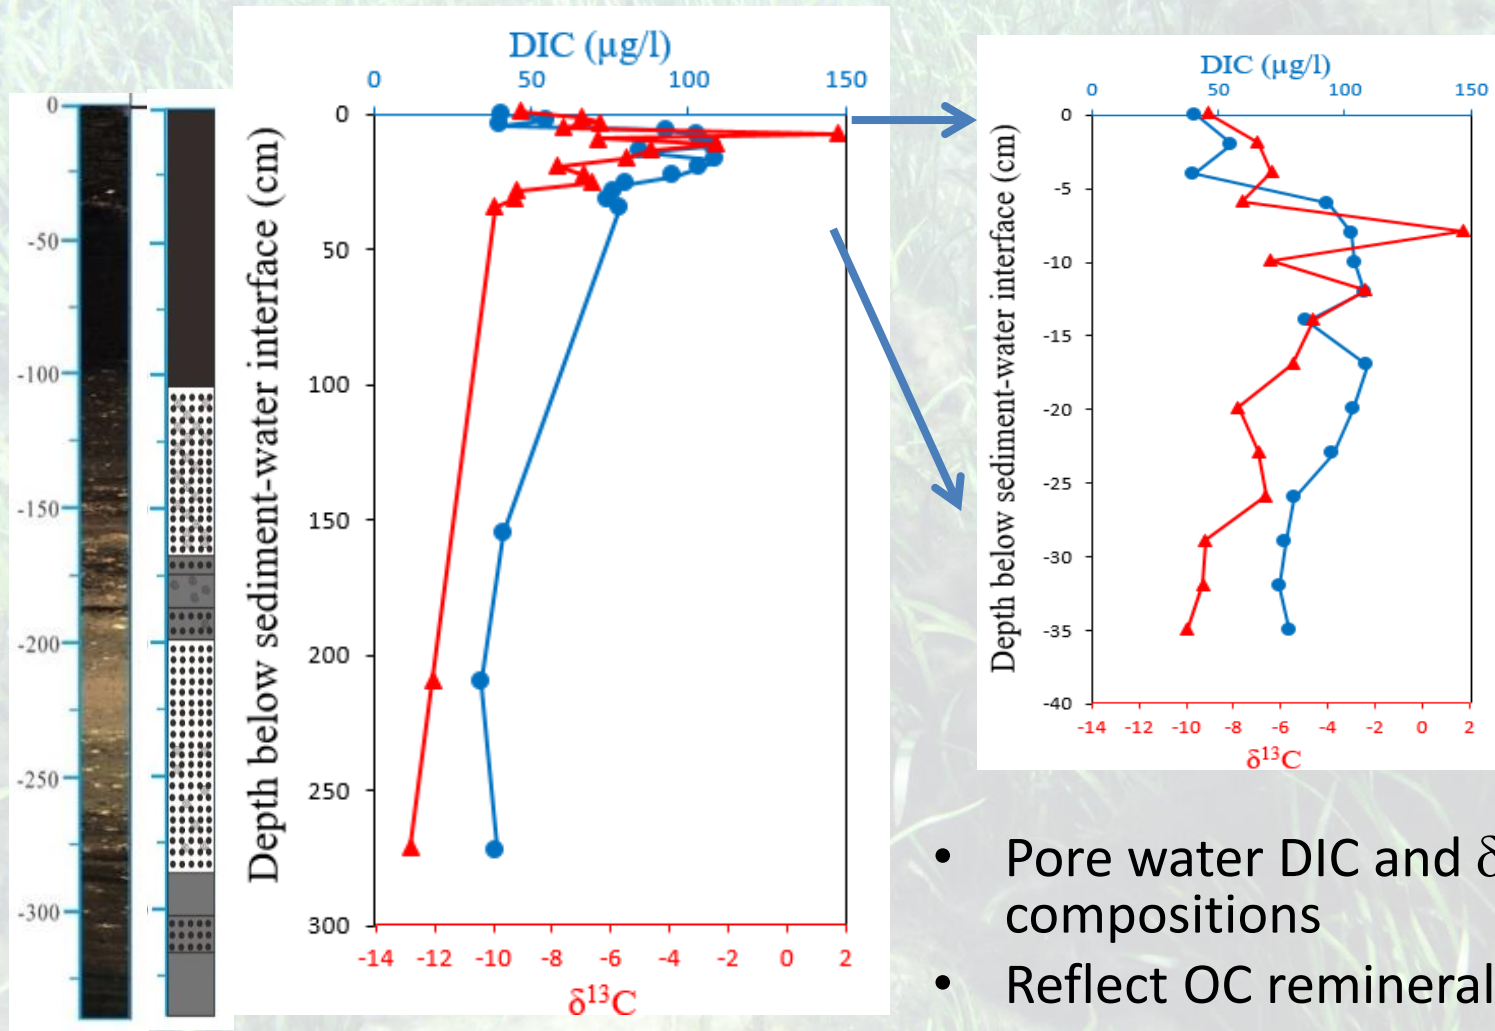 0
-50
-100
-150
-200
-250
-300
DIC (µg/l)
0 50 100 150
Depth below sediment-water interface (cm)
0
50
100
150
200
250
300
-14 -12 -10 -8 -6 -4 -2 0 2
δ¹³C
DIC (µg/l)
0 50 100 150
Depth below sediment-water interface (cm)
0
-5
-10
-15
-20
-25
-30
-35
-40
-14 -12 -10 -8 -6 -4 -2 0 2
δ¹³C
• Pore water DIC and δ
compositions
• Reflect OC remineral